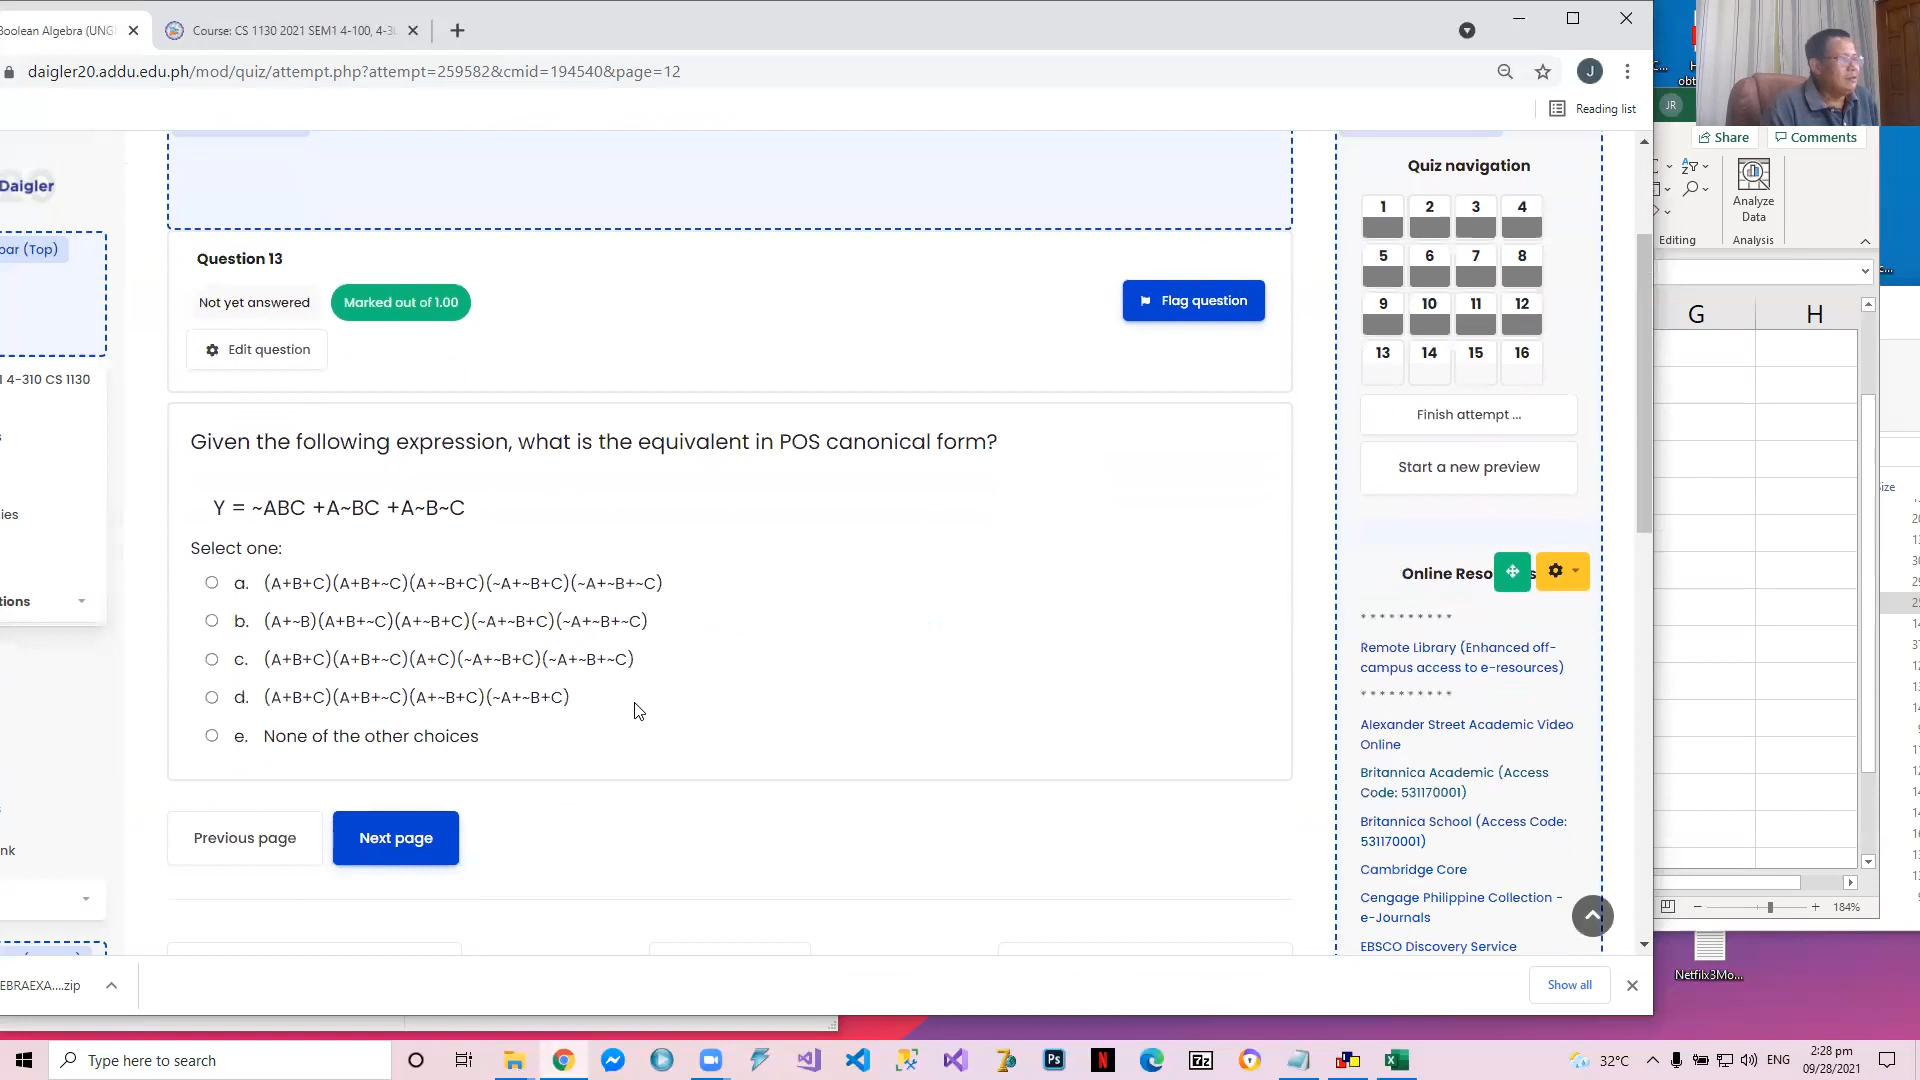 Boolean Algebra (UNG
Course: CS 1130 2021 SEM1 4-100, 4-3
daigler20.addu.edu.ph/mod/quiz/attempt.php?attempt=259582&cmid=194540&page=12
J
Reading list
Daigler
bar (Top)
4-310 CS 1130
Question 13
Not yet answered
Marked out of 1.00
Flag question
Edit question
Given the following expression, what is the equivalent in POS canonical form?
Y = ~ABC +A~BC +A~B~C
Select one:
a. (A+B+C)(A+B+~C)(A+~B+C)(~A+~B+C)(~A+~B+~C)
b. (A+~B)(A+B+~C)(A+~B+C)(~A+~B+C)(~A+~B+~C)
c. (A+B+C)(A+B+~C)(A+C)(~A+~B+C)(~A+~B+~C)
d. (A+B+C)(A+B+~C)(A+~B+C)(~A+~B+C)
e. None of the other choices
Previous page
Next page
Quiz navigation
1 2 3 4
5 6 7 8
9 10 11 12
13 14 15 16
Finish attempt ...
Start a new preview
Online Reso
* * * * * * * * * *
Remote Library (Enhanced off-
campus access to e-resources)
* * * * * * * * * *
Alexander Street Academic Video
Online
Britannica Academic (Access
Code: 531170001)
Britannica School (Access Code:
531170001)
Cambridge Core
Cengage Philippine Collection -
e-Journals
EBSCO Discovery Service
EBRAEXA....zip
Show all
JR
Share
Comments
Analyze
Data
Editing
Analysis
G H
184%
Netfilx3Mo...
Type here to search
Ps
N
7z
32°C
ENG
2:28 pm
09/28/2021